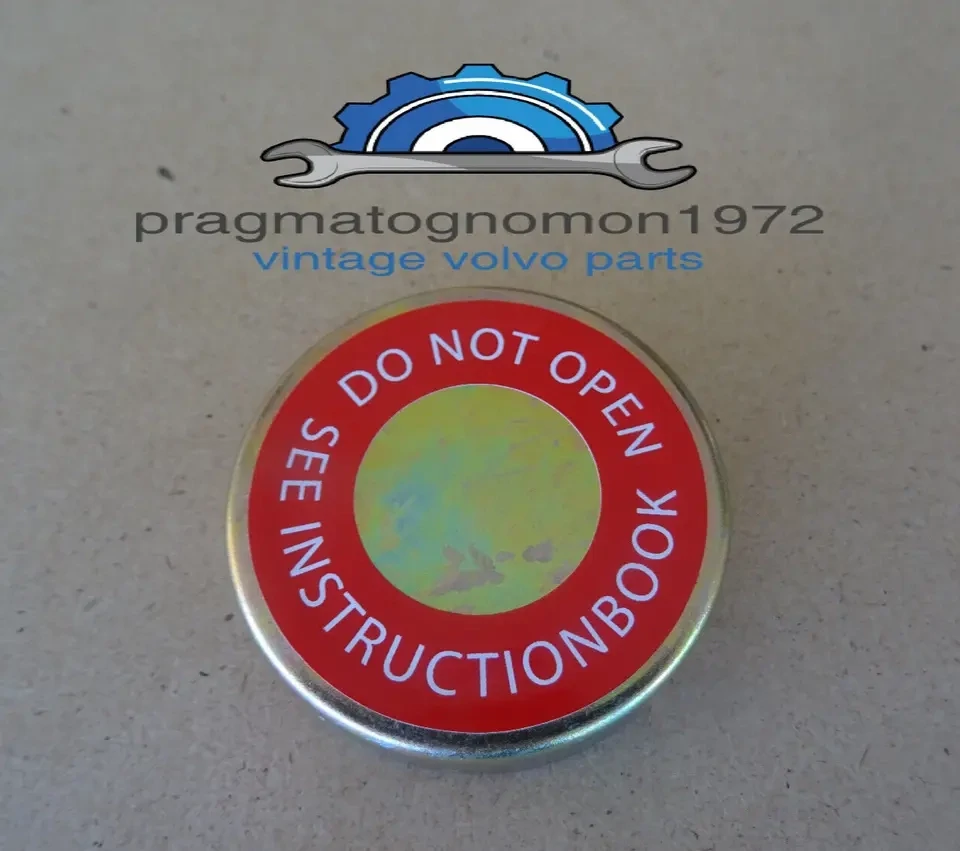 pragmatognomon1972
vintage volvo parts
DO NOT OPEN
SEE INSTRUCTIONBOOK